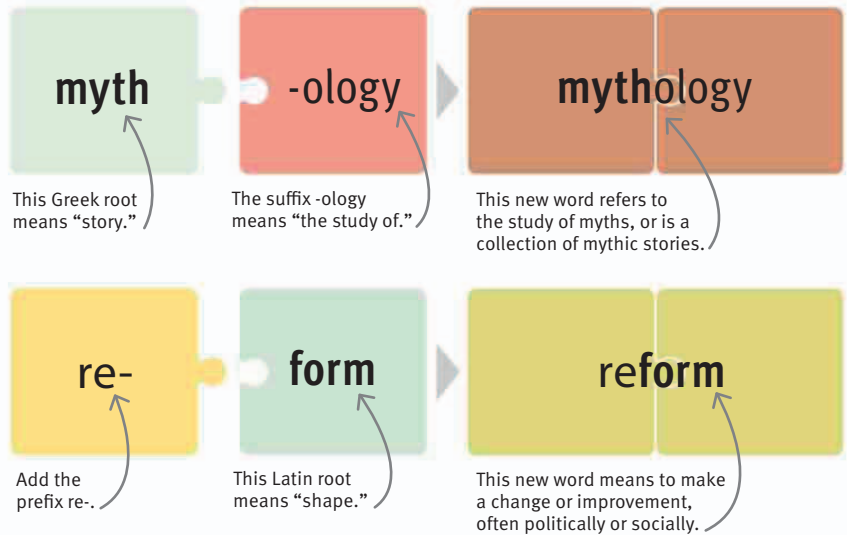 myth
-ology
mythology
This Greek root
means “story.”
The suffix -ology
means “the study of.”
This new word refers to
the study of myths, or is a
collection of mythic stories.
re-
form
reform
Add the
prefix re-.
This Latin root
means “shape.”
This new word means to make
a change or improvement,
often politically or socially.